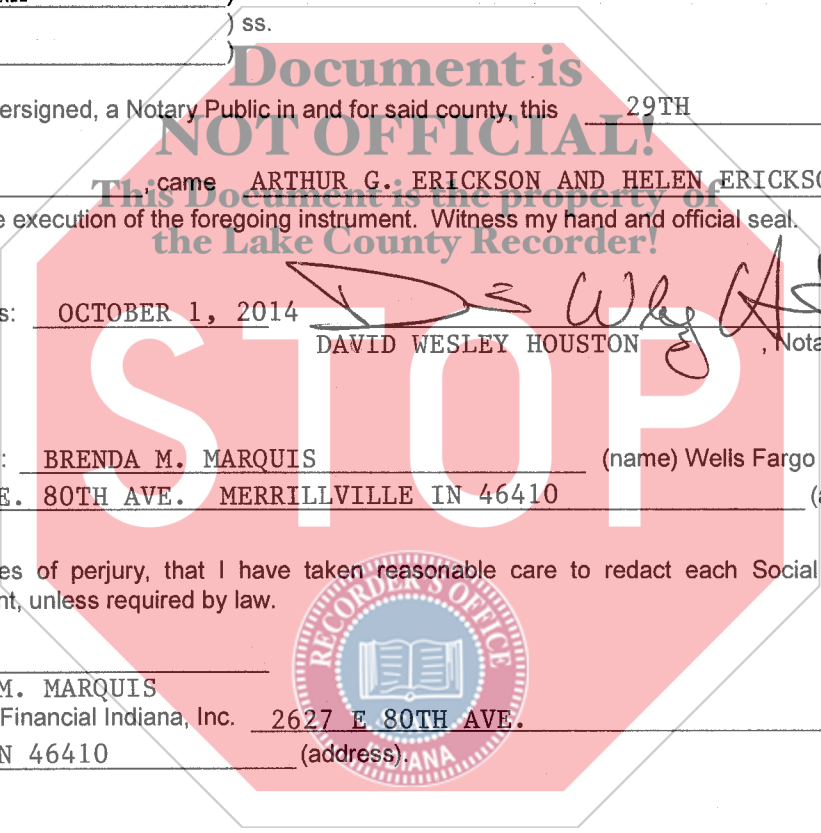 ) ss.
)
Document is
ersigned, a Notary Public in and for said county, this 29TH
NOT OFFICIAL!
, came ARTHUR G. ERICKSON AND HELEN ERICKSO
This Document is the property of
e execution of the foregoing instrument. Witness my hand and official seal.
the Lake County Recorder!
s: OCTOBER 1, 2014
DAVID WESLEY HOUSTON , Nota
STOP
: BRENDA M. MARQUIS (name) Wells Fargo
E. 80TH AVE. MERRILLVILLE IN 46410 (a
es of perjury, that I have taken reasonable care to redact each Social
nt, unless required by law.
RECORDER'S OFFICE
M. MARQUIS
Financial Indiana, Inc. 2627 E 80TH AVE.
N 46410 (address).
INDIANA